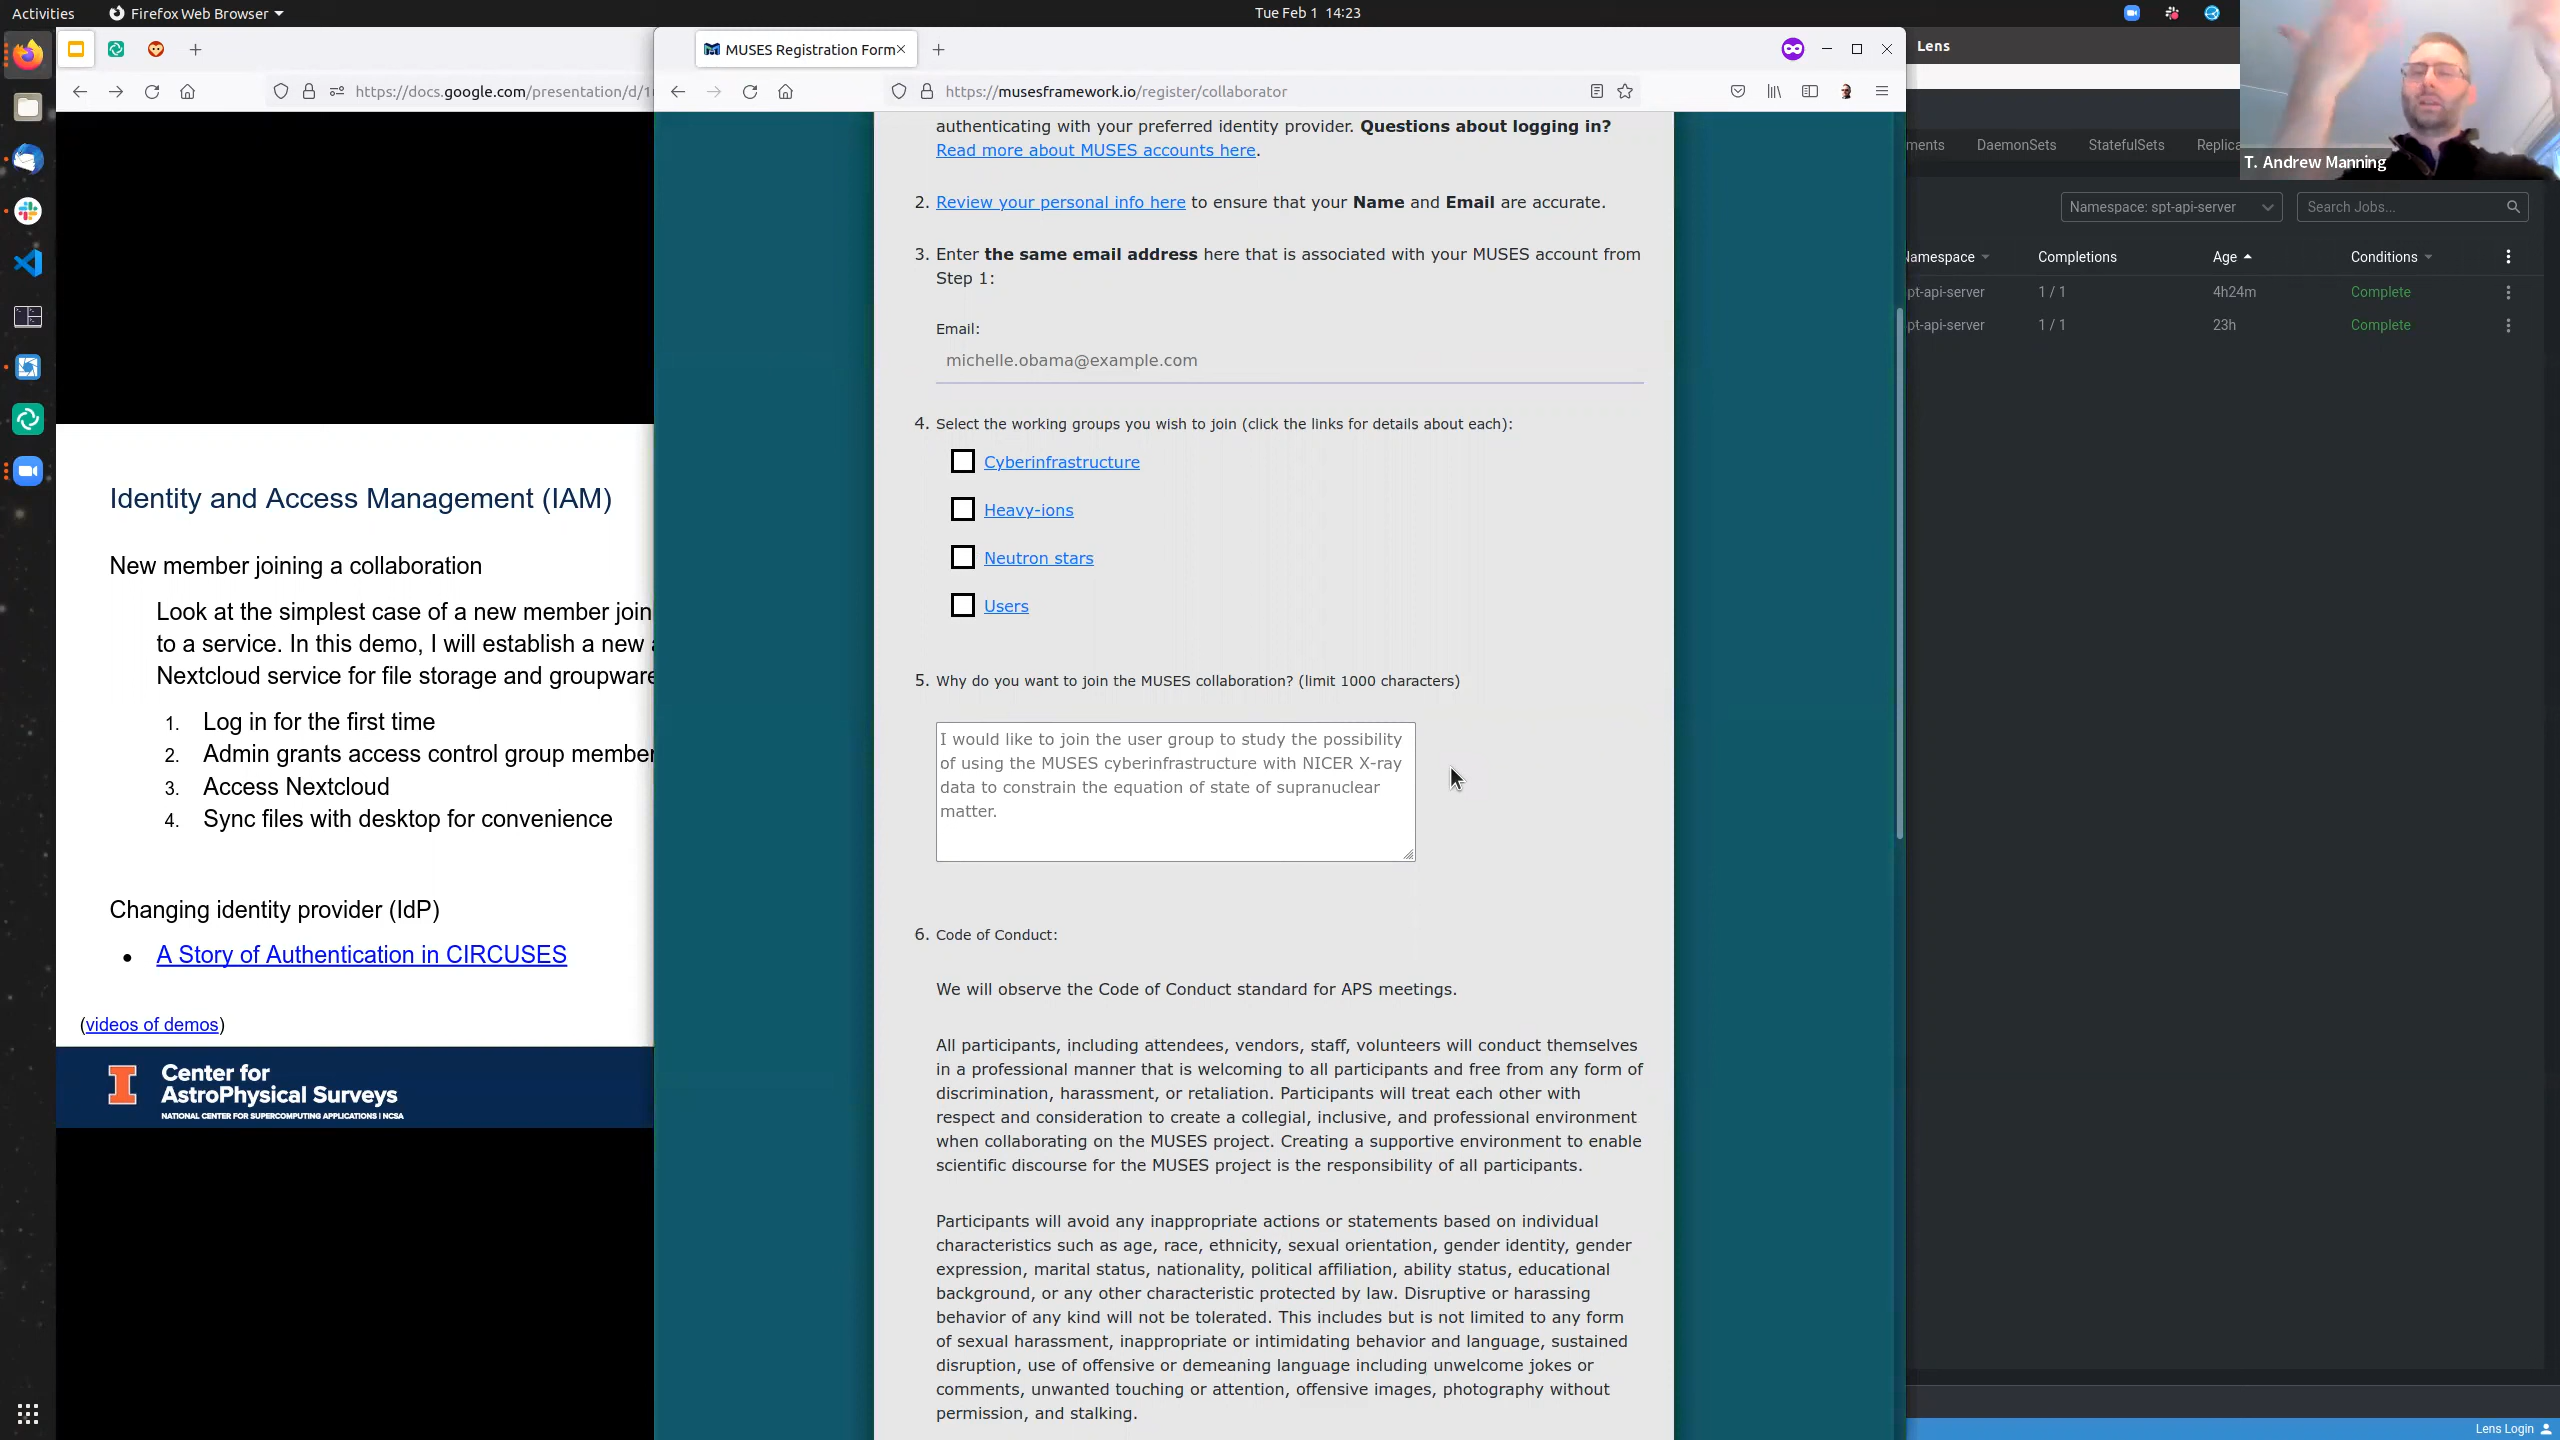 Activities
Firefox Web Browser
Tue Feb 1 14:23
MUSES Registration Form
Lens
https://docs.google.com/presentation/d/1
https://musesframework.io/register/collaborator
T. Andrew Manning
authenticating with your preferred identity provider. Questions about logging in?
Read more about MUSES accounts here.
2. Review your personal info here to ensure that your Name and Email are accurate.
3. Enter the same email address here that is associated with your MUSES account from
Step 1:
Email:
michelle.obama@example.com
4. Select the working groups you wish to join (click the links for details about each):
Cyberinfrastructure
Heavy-ions
Neutron stars
Users
5. Why do you want to join the MUSES collaboration? (limit 1000 characters)
I would like to join the user group to study the possibility
of using the MUSES cyberinfrastructure with NICER X-ray
data to constrain the equation of state of supranuclear
matter.
6. Code of Conduct:
We will observe the Code of Conduct standard for APS meetings.
All participants, including attendees, vendors, staff, volunteers will conduct themselves
in a professional manner that is welcoming to all participants and free from any form of
discrimination, harassment, or retaliation. Participants will treat each other with
respect and consideration to create a collegial, inclusive, and professional environment
when collaborating on the MUSES project. Creating a supportive environment to enable
scientific discourse for the MUSES project is the responsibility of all participants.
Participants will avoid any inappropriate actions or statements based on individual
characteristics such as age, race, ethnicity, sexual orientation, gender identity, gender
expression, marital status, nationality, political affiliation, ability status, educational
background, or any other characteristic protected by law. Disruptive or harassing
behavior of any kind will not be tolerated. This includes but is not limited to any form
of sexual harassment, inappropriate or intimidating behavior and language, sustained
disruption, use of offensive or demeaning language including unwelcome jokes or
comments, unwanted touching or attention, offensive images, photography without
permission, and stalking.
Identity and Access Management (IAM)
New member joining a collaboration
Look at the simplest case of a new member join
to a service. In this demo, I will establish a new
Nextcloud service for file storage and groupware
1. Log in for the first time
2. Admin grants access control group member
3. Access Nextcloud
4. Sync files with desktop for convenience
Changing identity provider (IdP)
● A Story of Authentication in CIRCUSES
(videos of demos)
Center for
AstroPhysical Surveys
NATIONAL CENTER FOR SUPERCOMPUTING APPLICATIONS | NCSA
ments DaemonSets StatefulSets Replica
Namespace: spt-api-server
Search Jobs...
Namespace Completions Age Conditions
pt-api-server 1 / 1 4h24m Complete
pt-api-server 1 / 1 23h Complete
Lens Login